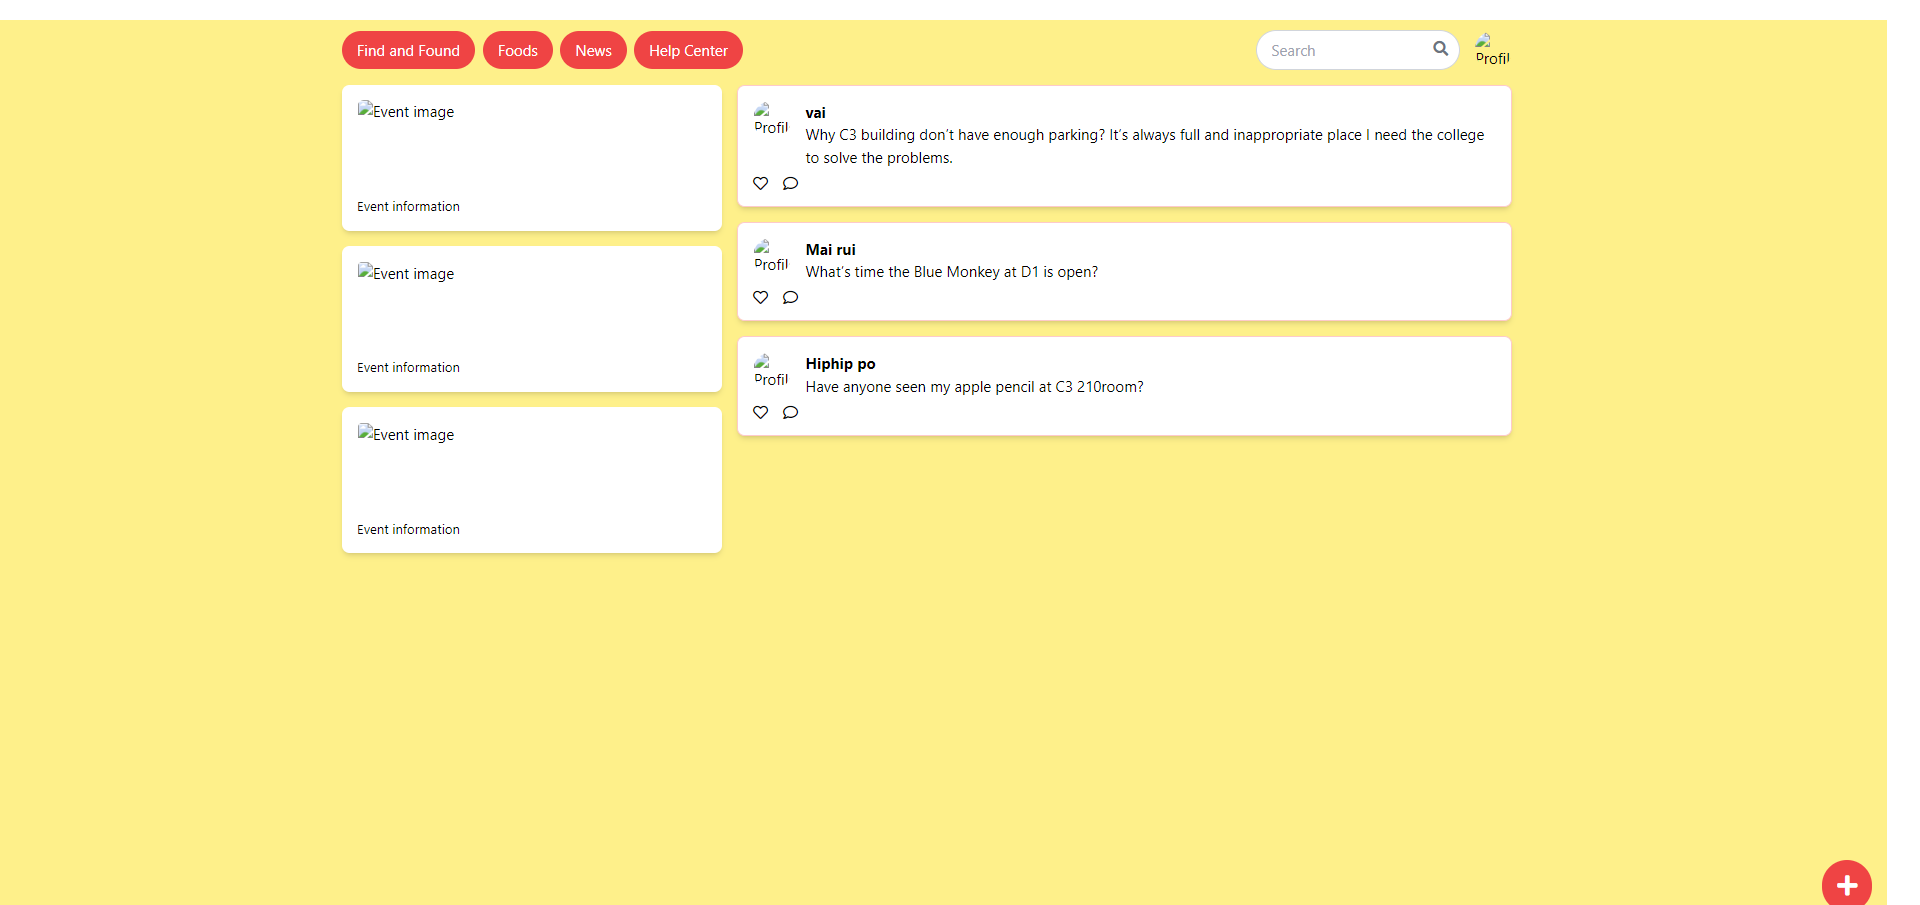 Find and Found
Foods
News
Help Center
Search
Profil
Event image
Event information
Event image
Event information
Event image
Event information
Profil
vai
Why C3 building don't have enough parking? It's always full and inappropriate place I need the college
to solve the problems.
Profil
Mai rui
What's time the Blue Monkey at D1 is open?
Profil
Hiphip po
Have anyone seen my apple pencil at C3 210room?